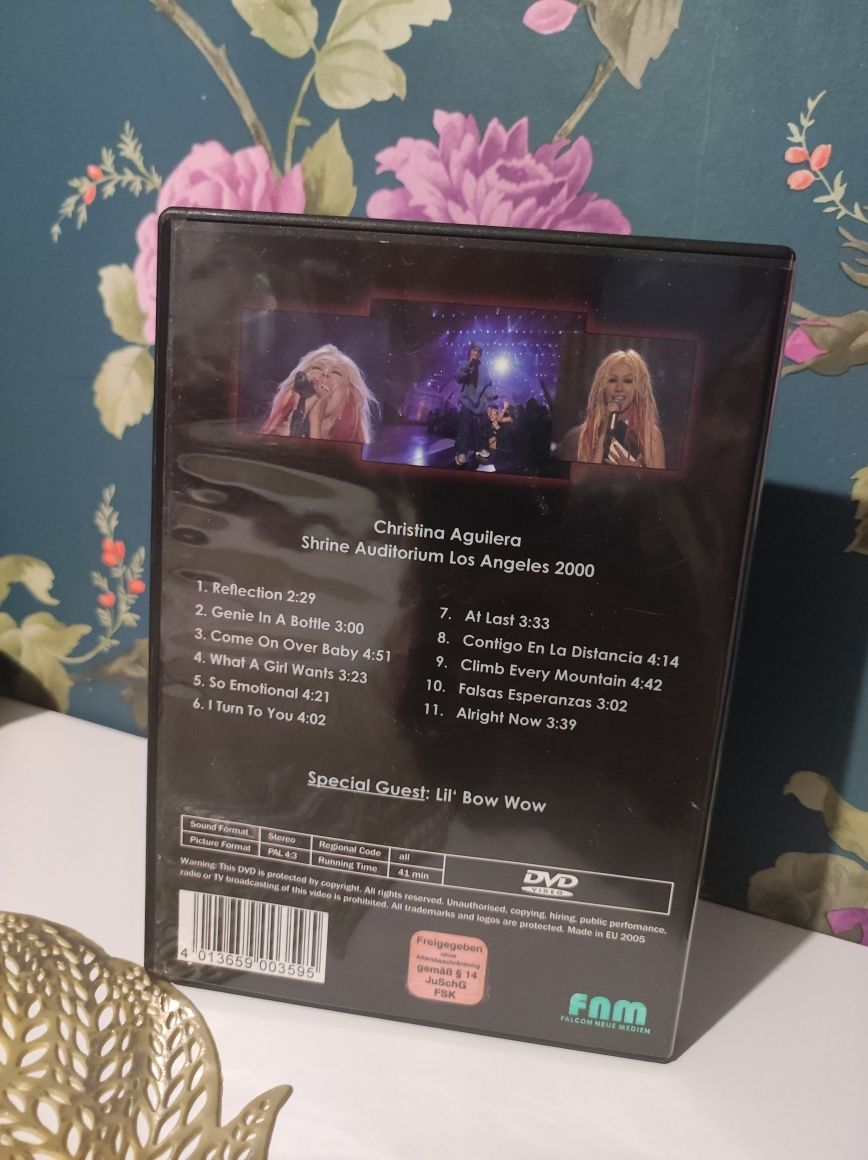 Christina Aguilera
Shrine Auditorium Los Angeles 2000
1. Reflection 2:29
2. Genie In A Bottle 3:00
3. Come On Over Baby 4:51
4. What A Girl Wants 3:23
5. So Emotional 4:21
6. I Turn To You 4:02
7. At Last 3:33
8. Contigo En La Distancia 4:14
9. Climb Every Mountain 4:42
10. Falsas Esperanzas 3:02
11. Alright Now 3:39
Special Guest: Lil' Bow Wow
Sound Format Stereo Regional Code all
Picture Format PAL 4:3 Running Time 41 min
DVD
VIDEO
Warning: This DVD is protected by copyright. All rights reserved. Unauthorised, copying, hiring, public perfomance,
radio or TV broadcasting of this video is prohibited. All trademarks and logos are protected. Made in EU 2005
4 013659 003595
Freigegeben
ohne
Altersbeschränkung
gemäß § 14
JuSchG
FSK
fnm
FALCON NEUE MEDIEN